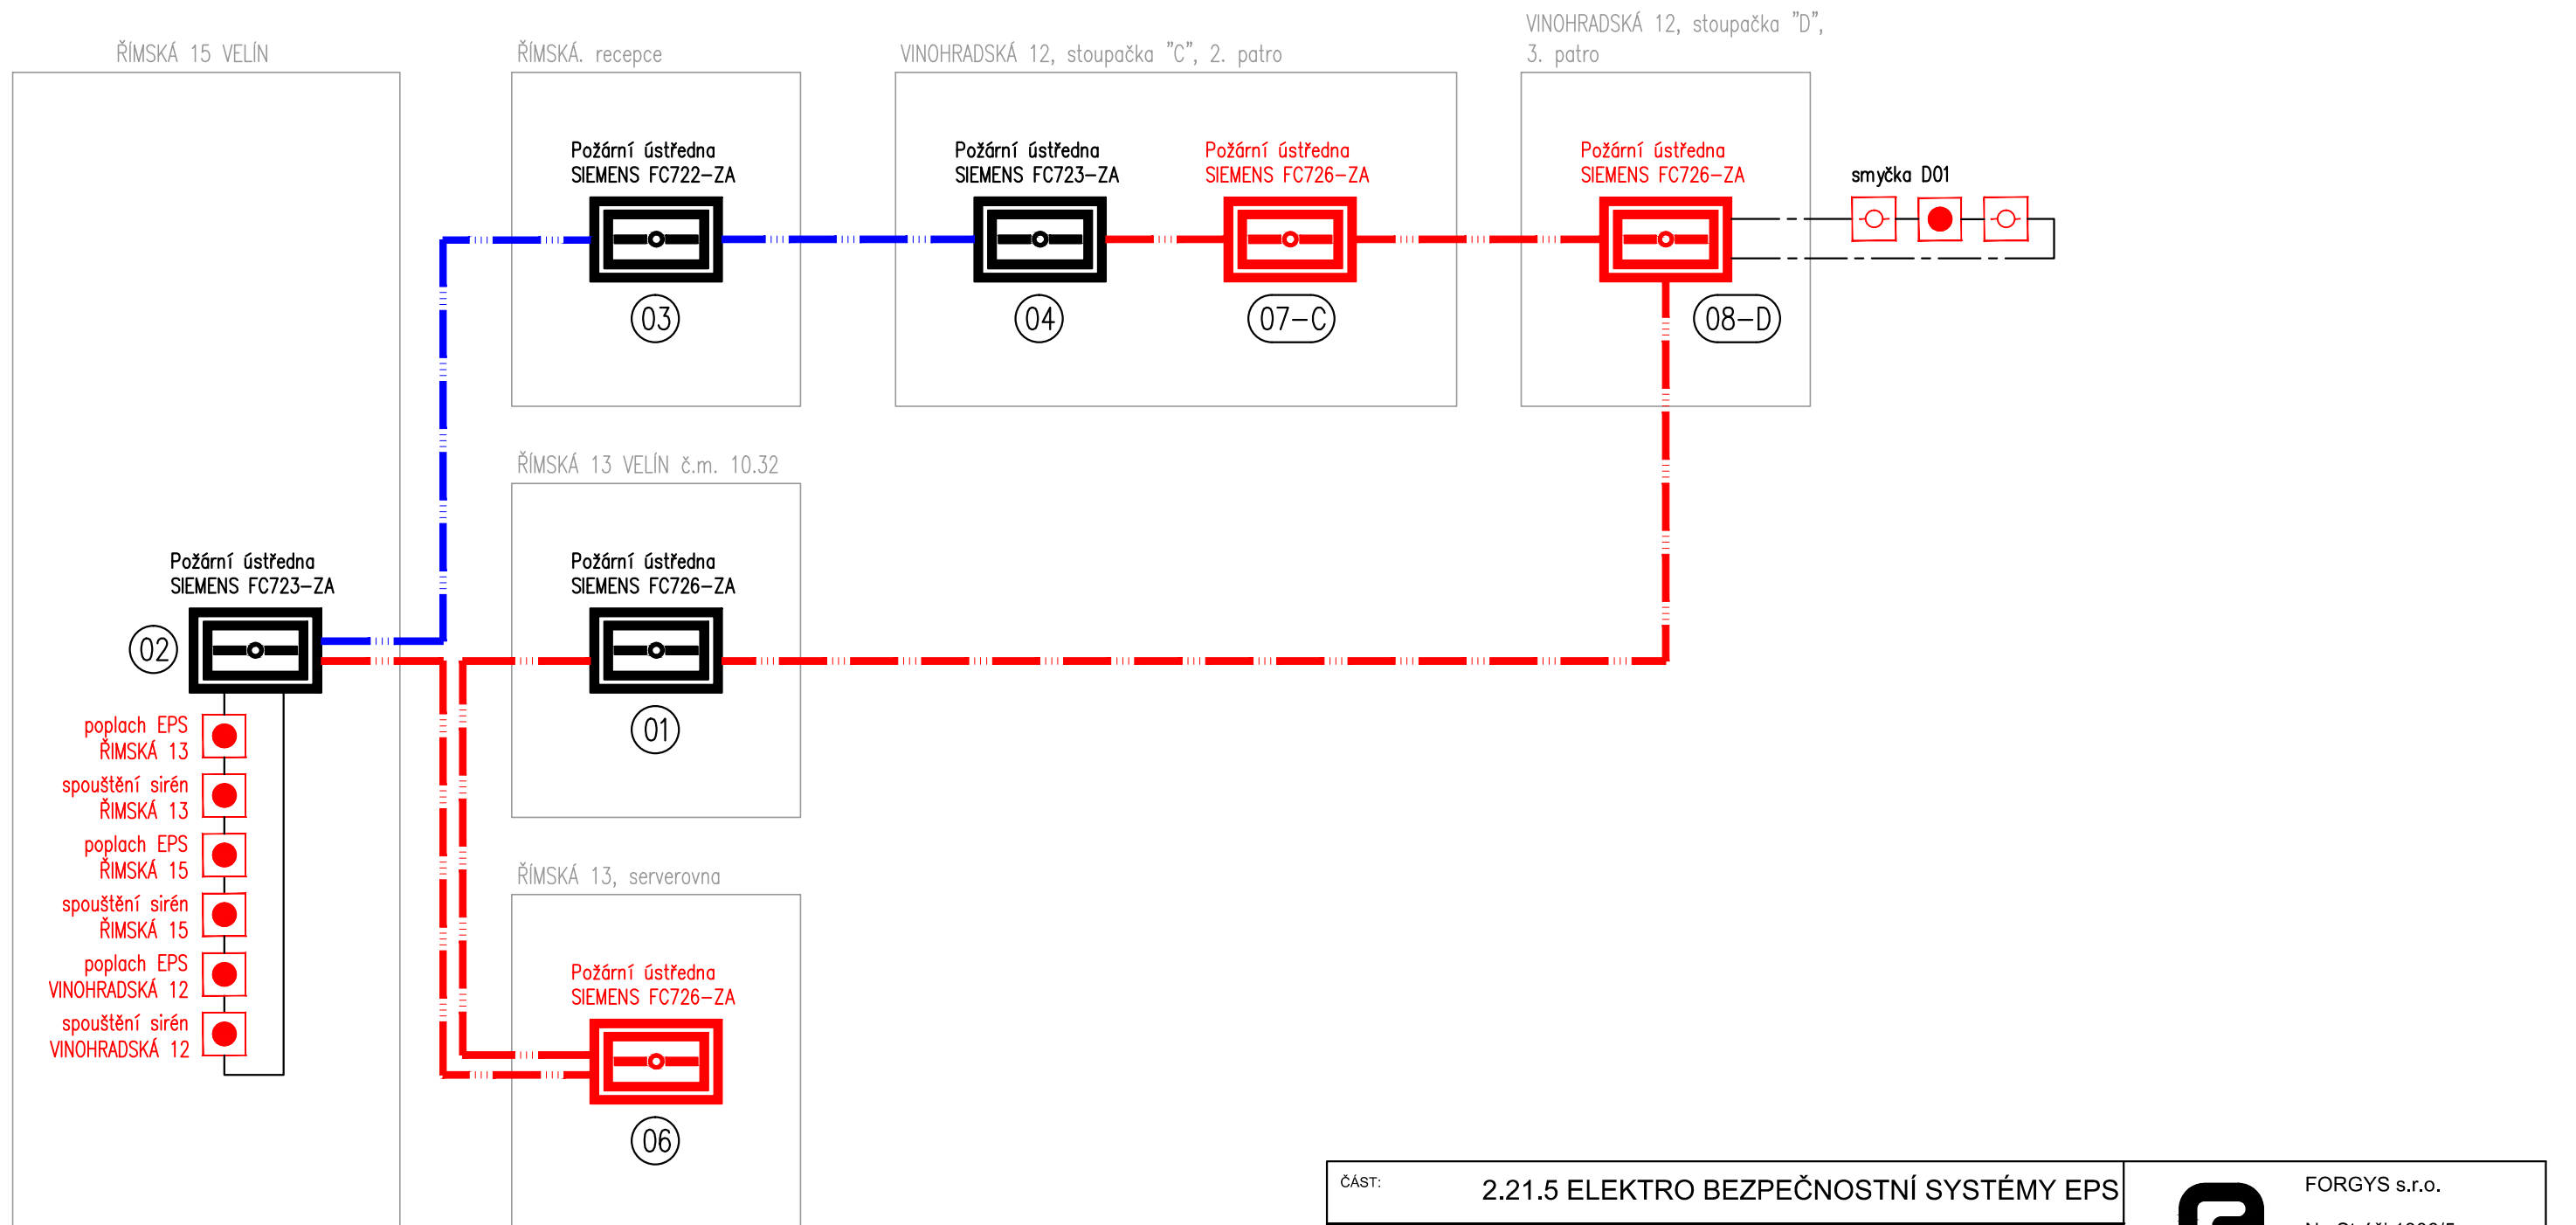 ŘÍMSKÁ 15 VELÍN
ŘÍMSKÁ. recepce
VINOHRADSKÁ 12, stoupačka "C", 2. patro
VINOHRADSKÁ 12, stoupačka "D",
3. patro
Požární ústředna
SIEMENS FC722-ZA
03
Požární ústředna
SIEMENS FC723-ZA
04
Požární ústředna
SIEMENS FC726-ZA
07-C
Požární ústředna
SIEMENS FC726-ZA
08-D
smyčka D01
ŘÍMSKÁ 13 VELÍN č.m. 10.32
Požární ústředna
SIEMENS FC723-ZA
02
Požární ústředna
SIEMENS FC726-ZA
01
poplach EPS
ŘIMSKÁ 13
spouštění sirén
ŘIMSKÁ 13
poplach EPS
ŘIMSKÁ 15
spouštění sirén
ŘIMSKÁ 15
poplach EPS
VINOHRADSKÁ 12
spouštění sirén
VINOHRADSKÁ 12
ŘÍMSKÁ 13, serverovna
Požární ústředna
SIEMENS FC726-ZA
06
ČÁST:
2.21.5 ELEKTRO BEZPEČNOSTNÍ SYSTÉMY EPS
FORGYS s.r.o.